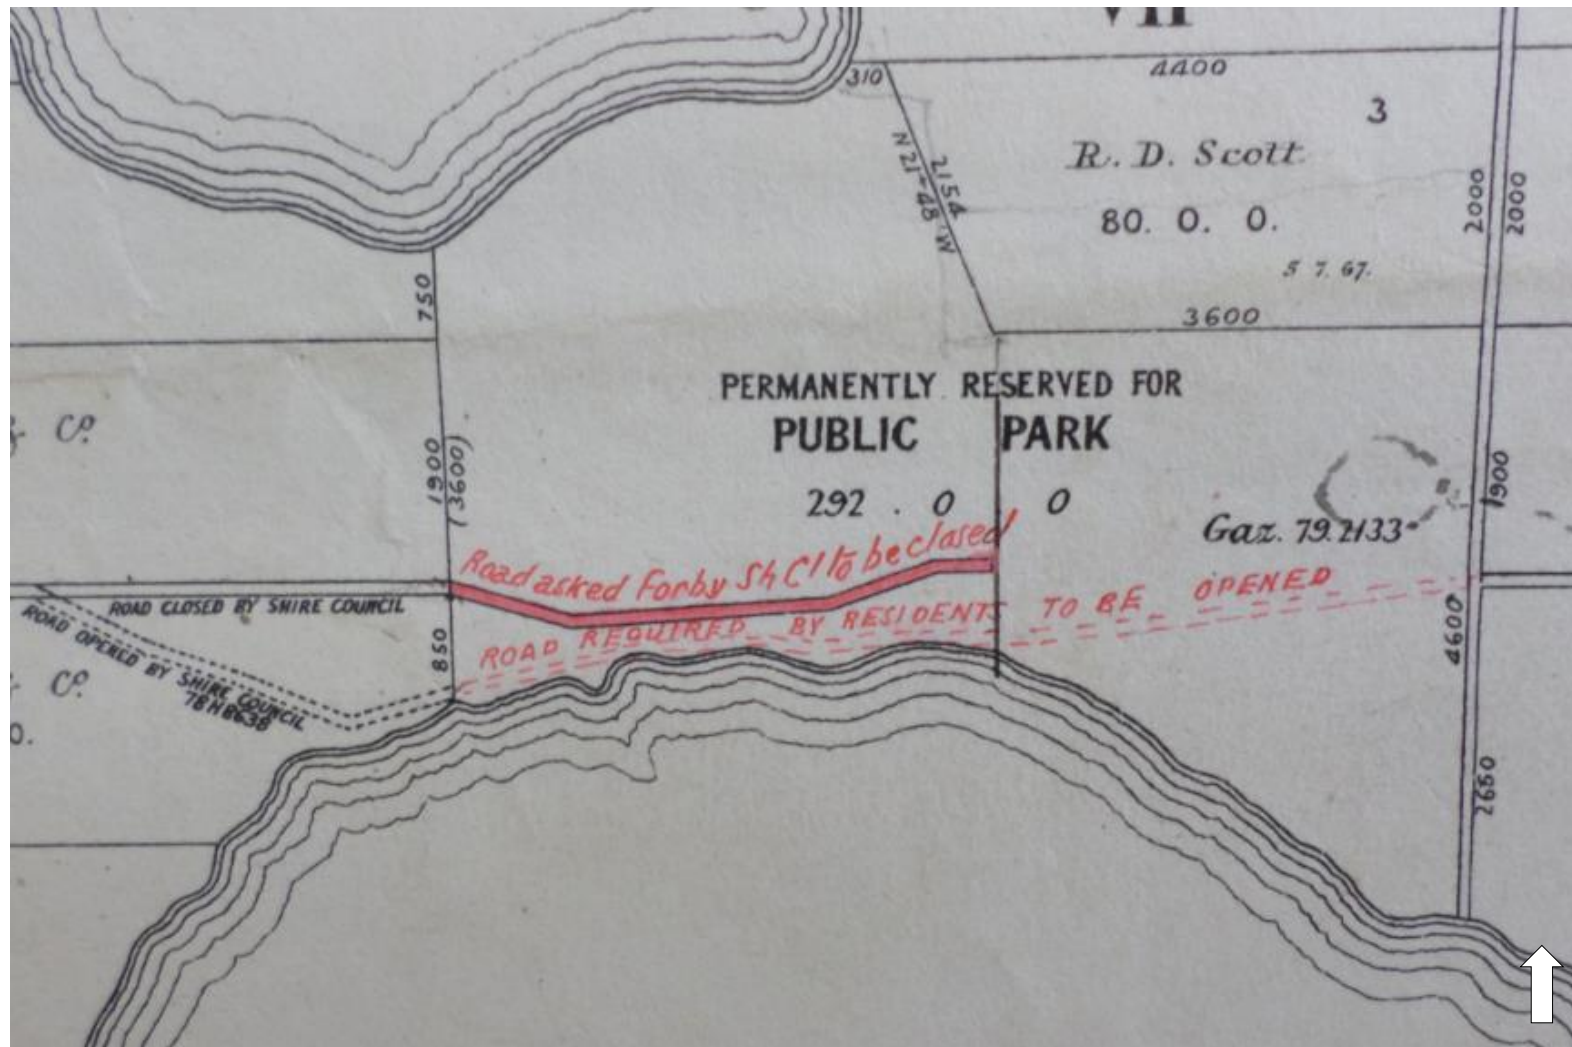 VII
310
4400
3
R. D. Scott
80. 0. 0.
5 7. 67.
N 21°-48' W
2154
2000
2000
3600
750
PERMANENTLY RESERVED FOR
PUBLIC PARK
292 . 0 0
Gaz. 79.2133
Co.
1900
(3600)
1900
Road asked For by Sh Cl to be closed
ROAD CLOSED BY SHIRE COUNCIL
ROAD REQUIRED BY RESIDENTS TO BE OPENED
ROAD OPENED BY SHIRE COUNCIL
850
4600
Co.
0.
2650